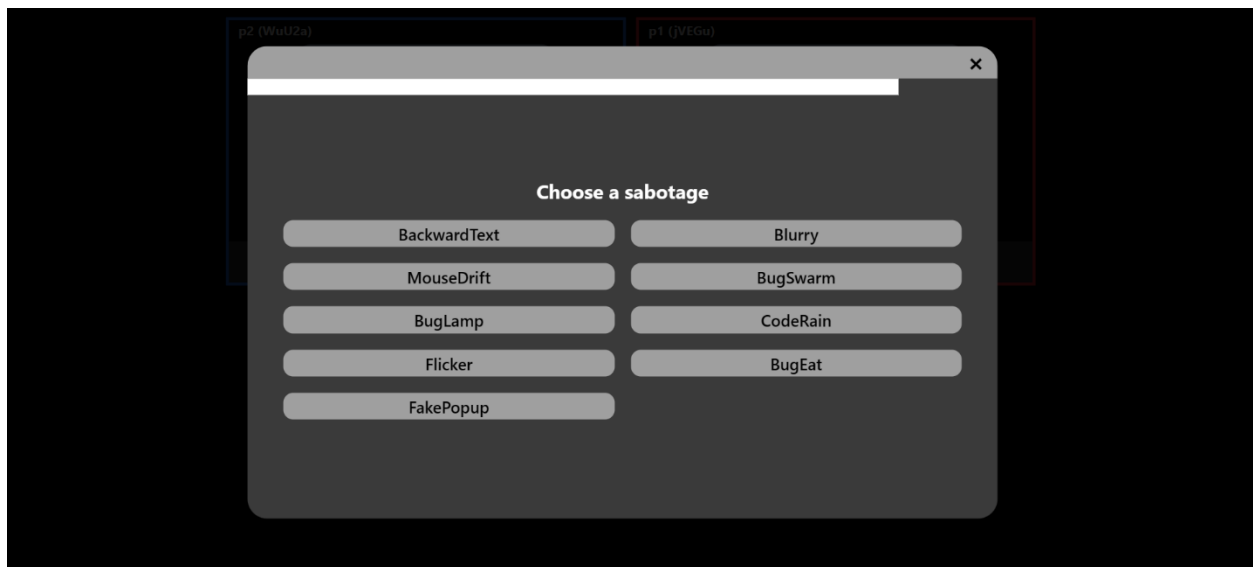 p2 (WuU2a) p1 (jVEGu)
×
Choose a sabotage
BackwardText Blurry
MouseDrift BugSwarm
BugLamp CodeRain
Flicker BugEat
FakePopup